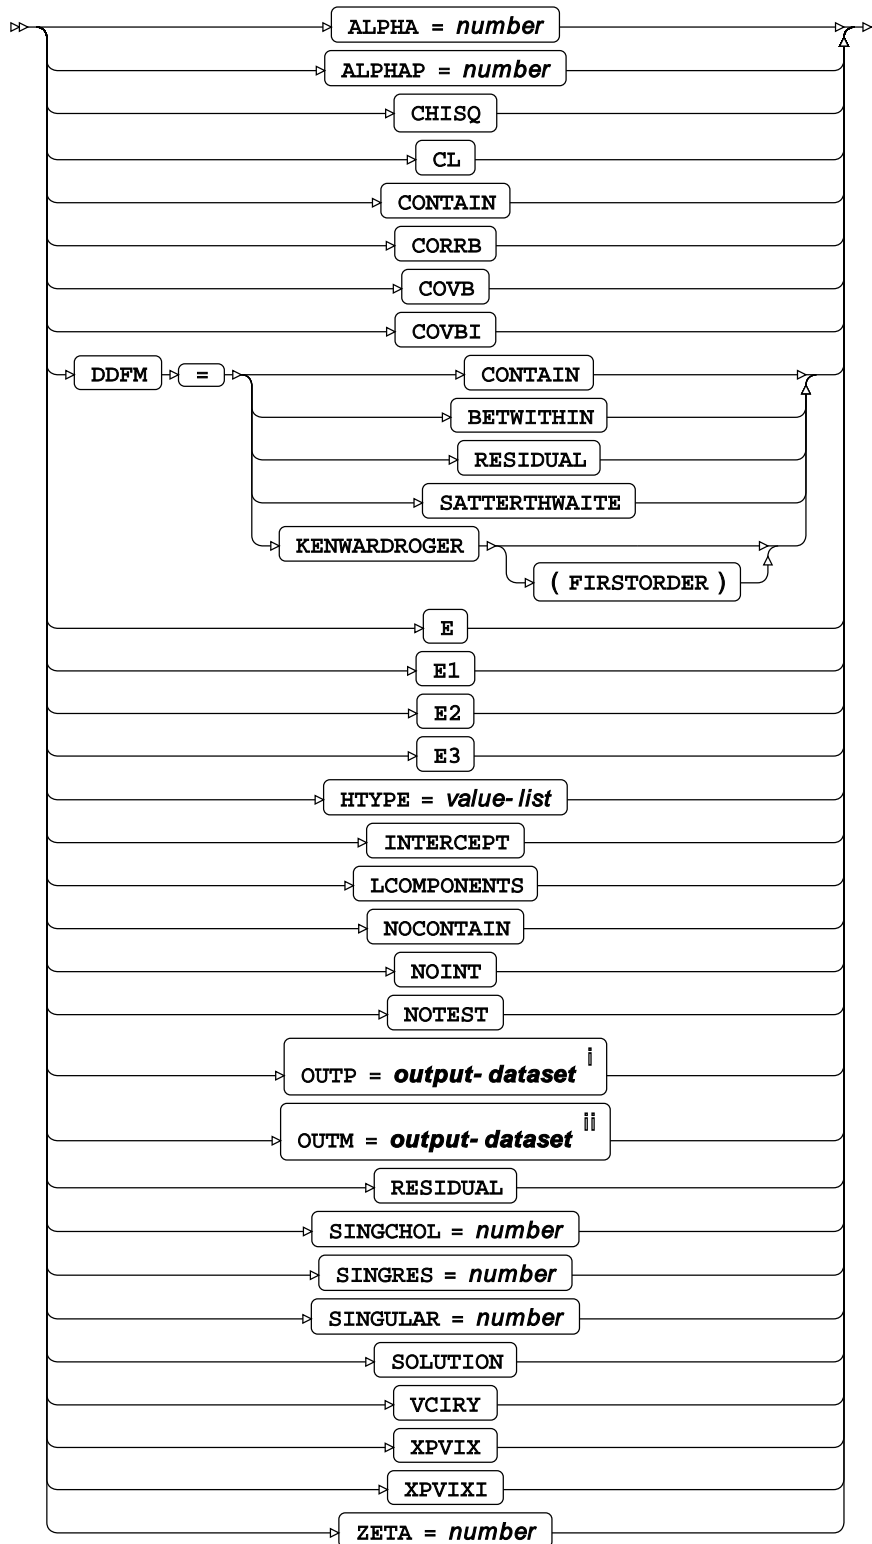 ALPHA = number
ALPHAP = number
CHISQ
CL
CONTAIN
CORRB
COVB
COVBI
DDFM = CONTAIN
BETWITHIN
RESIDUAL
SATTERTHWAITE
KENWARDROGER
( FIRSTORDER )
E
E1
E2
E3
HTYPE = value-list
INTERCEPT
LCOMPONENTS
NOCONTAIN
NOINT
NOTEST
OUTP = output-dataset i
OUTM = output-dataset ii
RESIDUAL
SINGCHOL = number
SINGRES = number
SINGULAR = number
SOLUTION
VCIRY
XPVIX
XPVIXI
ZETA = number